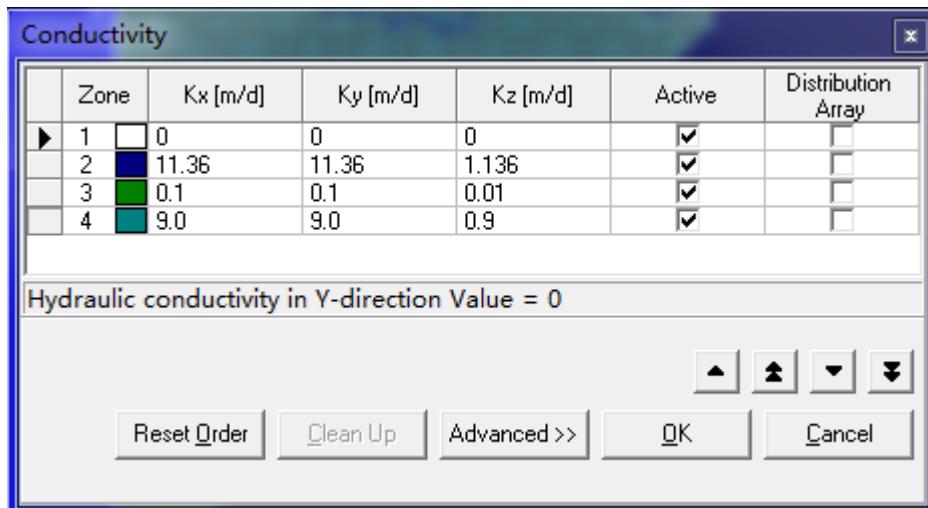 Conductivity
Zone Kx [m/d] Ky [m/d] Kz [m/d] Active Distribution Array
1 0 0 0
2 11.36 11.36 1.136
3 0.1 0.1 0.01
4 9.0 9.0 0.9
Hydraulic conductivity in Y-direction Value = 0
Reset Order Clean Up Advanced >> OK Cancel